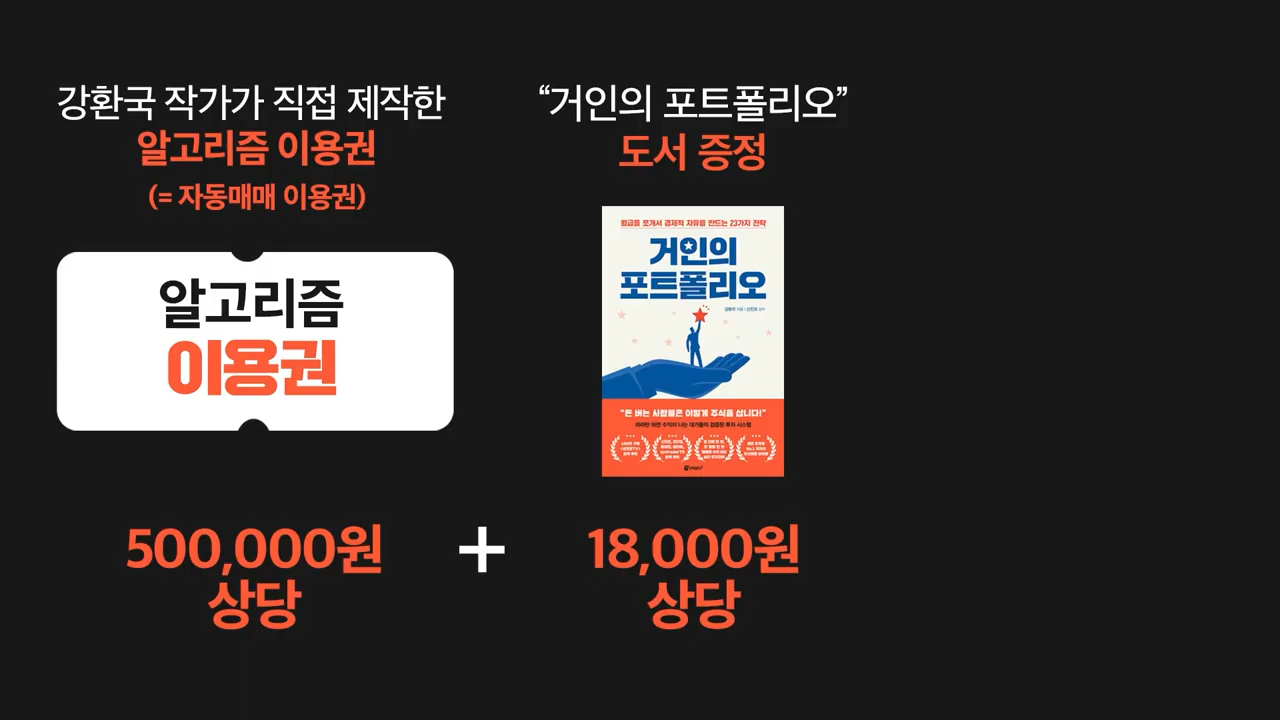 강환국 작가가 직접 제작한
알고리즘 이용권
(= 자동매매 이용권)
알고리즘
이용권
500,000원
상당
+
“거인의 포트폴리오”
도서 증정
월급을 쪼개서 경제적 자유를 만드는 23가지 전략
거인의
포트폴리오
강환국 지음
"돈 버는 사람들은 이렇게 주식을 삽니다!"
18,000원
상당